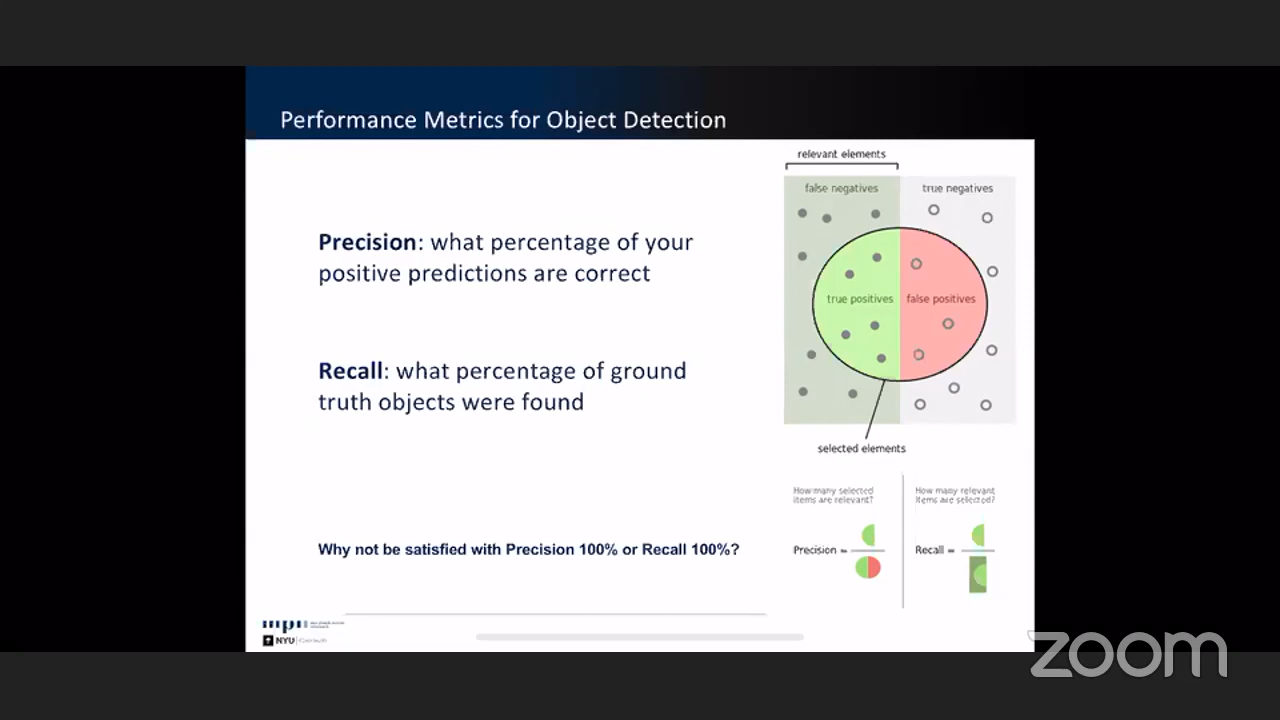 Performance Metrics for Object Detection
Precision: what percentage of your
positive predictions are correct
Recall: what percentage of ground
truth objects were found
Why not be satisfied with Precision 100% or Recall 100%?
relevant elements
false negatives
true negatives
true positives
false positives
selected elements
How many selected
items are relevant?
Precision =
How many relevant
items are selected?
Recall =
NYU
zoom